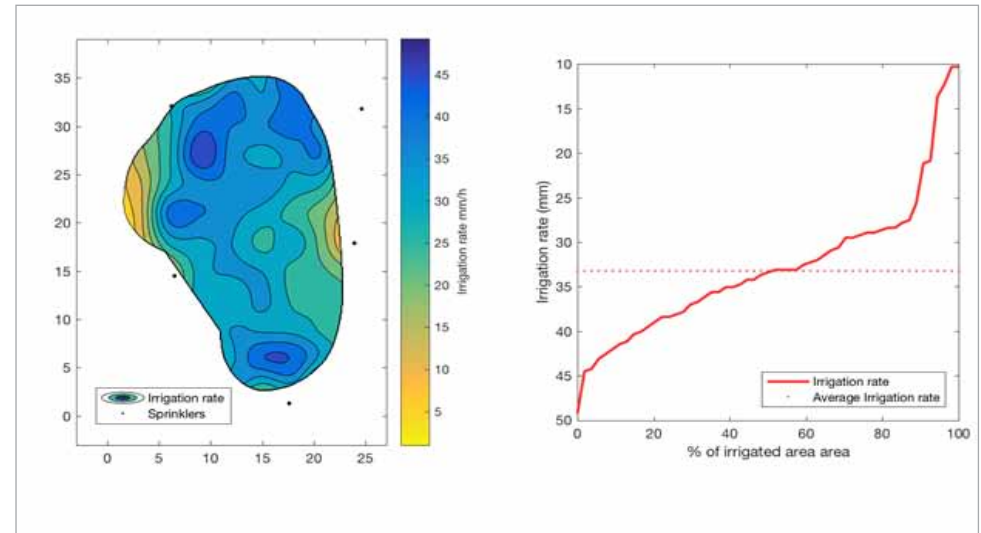 35
30
25
20
15
10
5
0
0 5 10 15 20 25
Irrigation rate
Sprinklers
45
40
35
30
25
20
15
10
5
Irrigation rate mm/h
10
15
20
25
30
35
40
45
50
Irrigation rate (mm)
0 20 40 60 80 100
% of irrigated area area
Irrigation rate
Average Irrigation rate